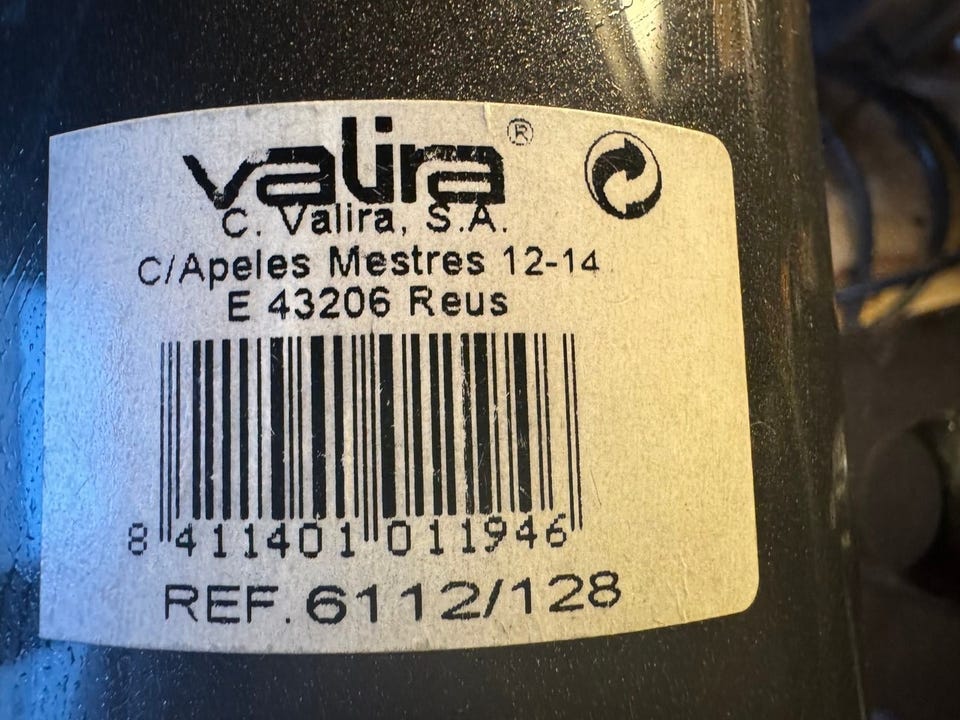 valira®
C. Valira, S.A.
C/Apeles Mestres 12-14
E 43206 Reus
8 411401 011946
REF. 6112/128